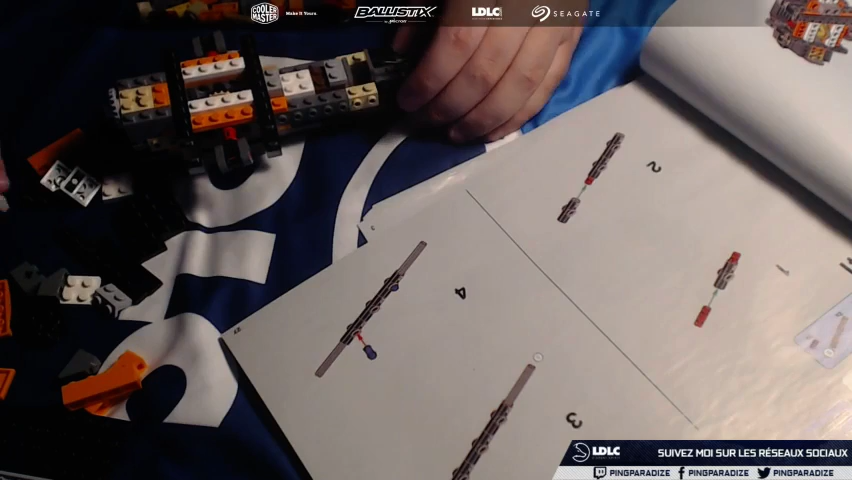 COOLER MASTER Make It Yours BALLISTIX LDLC SEAGATE
by micron
2
1
4
3
LDLC SUIVEZ MOI SUR LES RÉSEAUX SOCIAUX
PINGPARADIZE PINGPARADIZE PINGPARADIZE